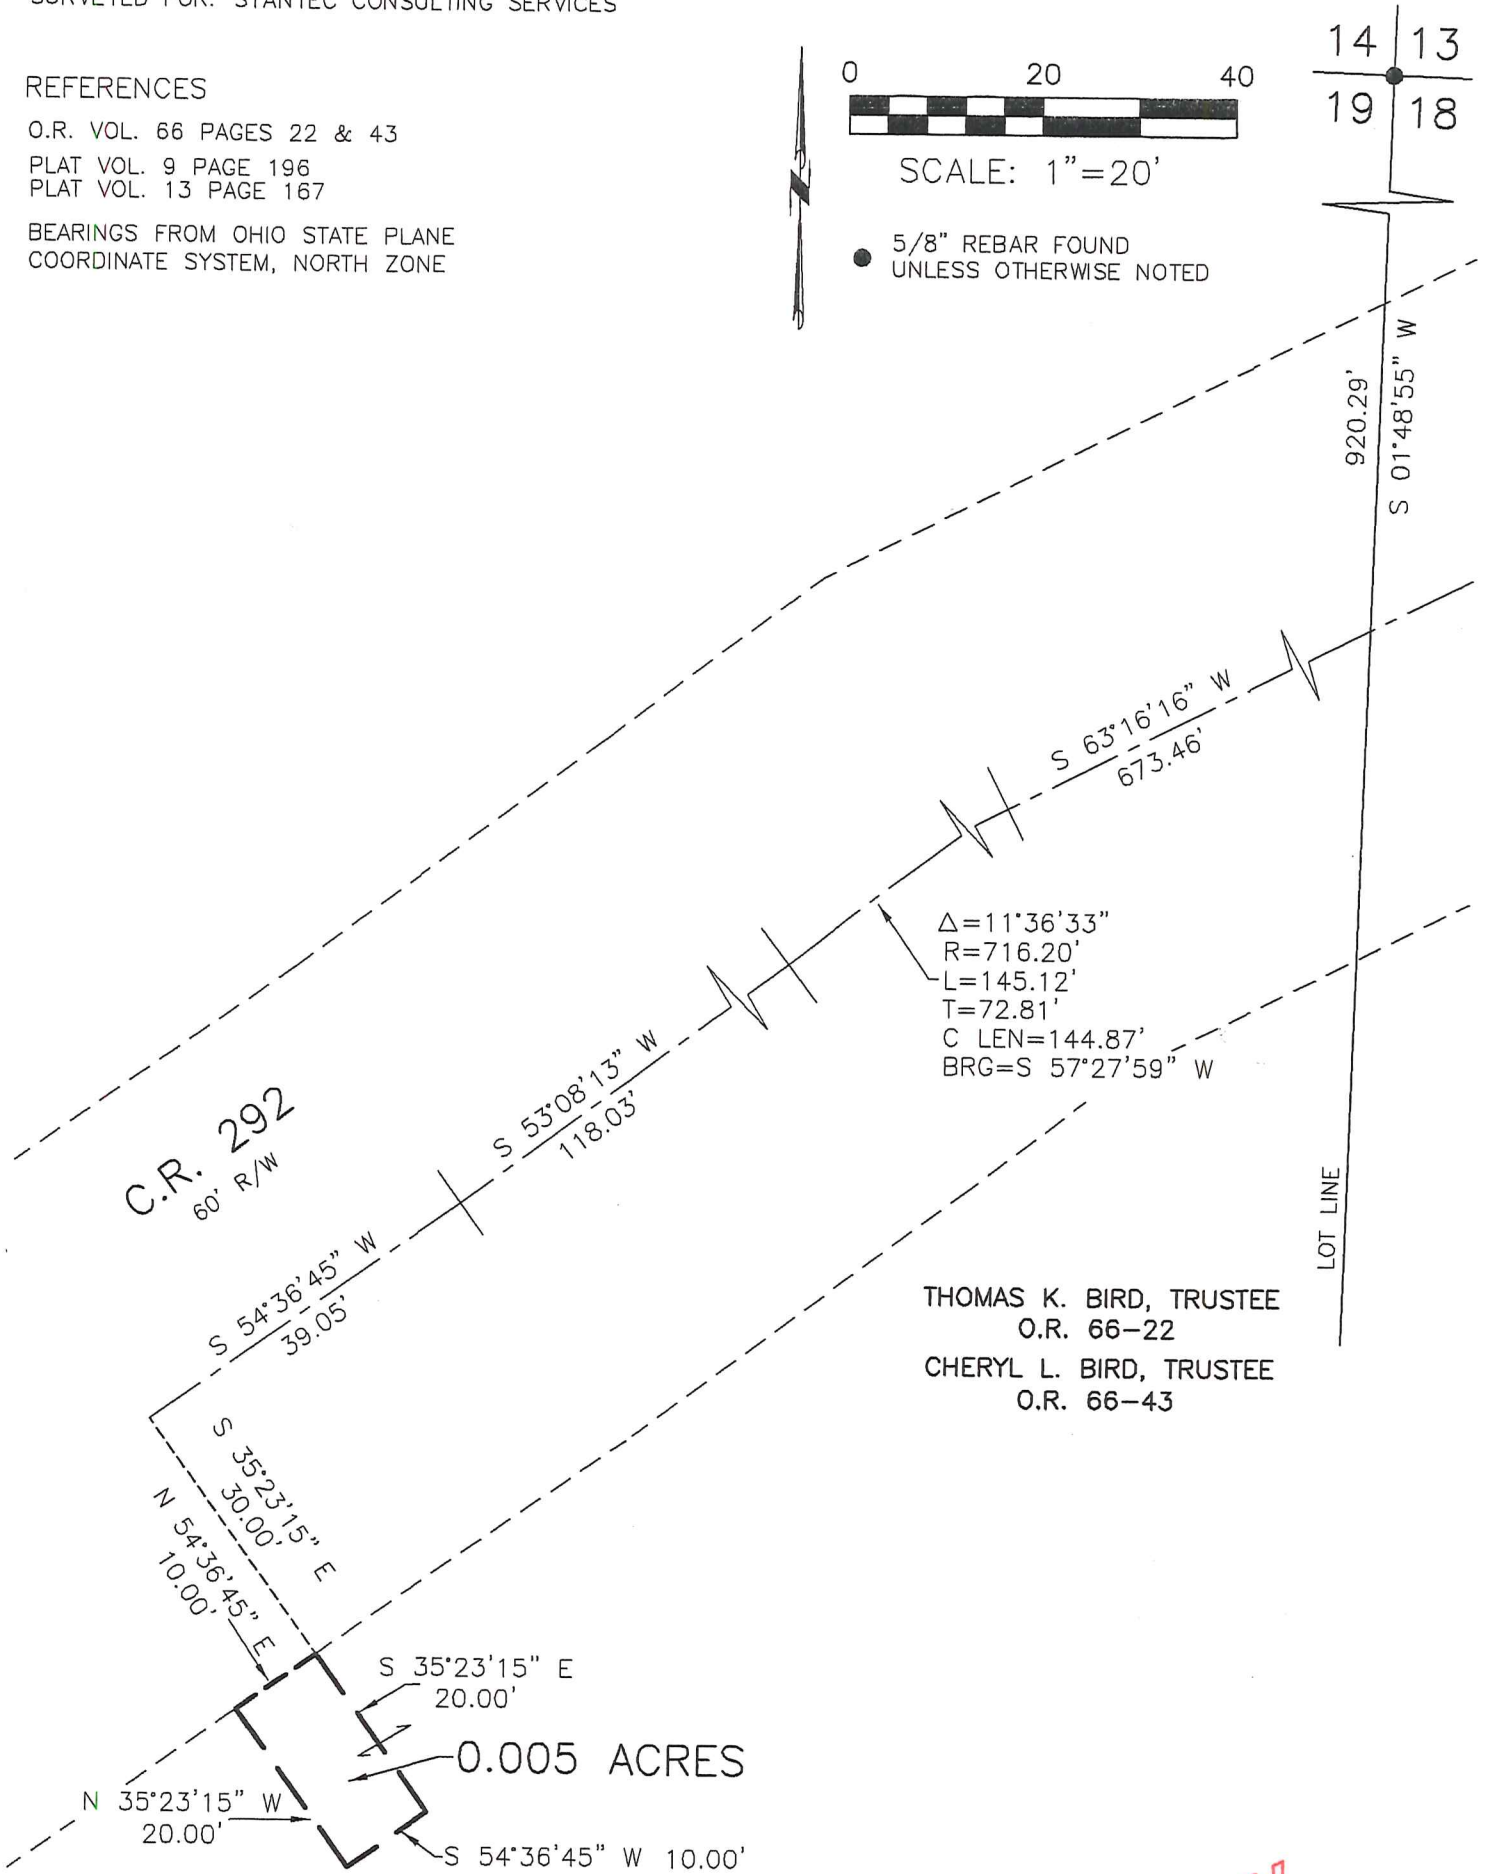 SURVEYED FOR: STANTEC CONSULTING SERVICES
REFERENCES
O.R. VOL. 66 PAGES 22 & 43
PLAT VOL. 9 PAGE 196
PLAT VOL. 13 PAGE 167
BEARINGS FROM OHIO STATE PLANE
COORDINATE SYSTEM, NORTH ZONE
N
0 20 40
SCALE: 1"=20'
5/8" REBAR FOUND
UNLESS OTHERWISE NOTED
14 13
19 18
920.29'
S 01°48'55" W
S 63°16'16" W
673.46'
Δ=11°36'33"
R=716.20'
L=145.12'
T=72.81'
C LEN=144.87'
BRG=S 57°27'59" W
S 53°08'13" W
118.03'
C.R. 292
60' R/W
S 54°36'45" W
39.05'
LOT LINE
THOMAS K. BIRD, TRUSTEE
O.R. 66-22
CHERYL L. BIRD, TRUSTEE
O.R. 66-43
S 35°23'15" E
30.00'
N 54°36'45" E
10.00'
S 35°23'15" E
20.00'
0.005 ACRES
N 35°23'15" W
20.00'
S 54°36'45" W 10.00'